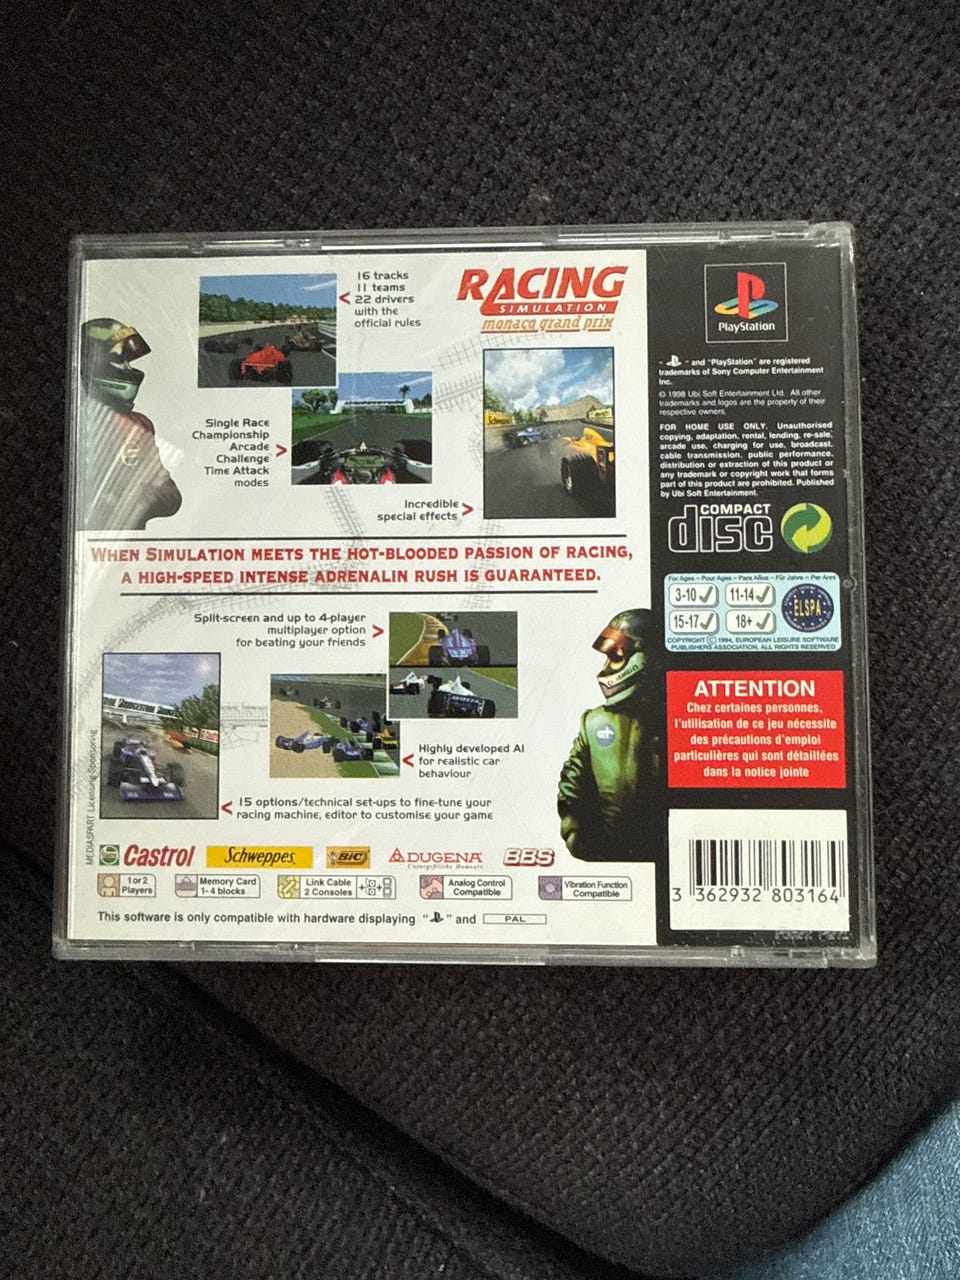 16 tracks
11 teams
22 drivers
with the
official rules
RACING
SIMULATION
monaco grand prix
Single Race
Championship
Arcade
Challenge
Time Attack
modes
Incredible
special effects
WHEN SIMULATION MEETS THE HOT-BLOODED PASSION OF RACING,
A HIGH-SPEED INTENSE ADRENALIN RUSH IS GUARANTEED.
Split-screen and up to 4-player
multiplayer option
for beating your friends
Highly developed AI
for realistic car
behaviour
15 options/technical set-ups to fine-tune your
racing machine, editor to customise your game
MEDIASPART Licensing-Sponsoring
Castrol
Schweppes
BIC
DUGENA
BBS
1 or 2
Players
Memory Card
1- 4 blocks
Link Cable
2 Consoles
Analog Control
Compatible
Vibration Function
Compatible
This software is only compatible with hardware displaying " " and PAL
PlayStation
" " and "PlayStation" are registered
trademarks of Sony Computer Entertainment
Inc.
© 1998 Ubi Soft Entertainment Ltd. All other
trademarks and logos are the property of their
respective owners.
FOR HOME USE ONLY. Unauthorised
copying, adaptation, rental, lending, re-sale,
arcade use, charging for use, broadcast,
cable transmission, public performance,
distribution or extraction of this product or
any trademark or copyright work that forms
part of this product are prohibited. Published
by Ubi Soft Entertainment.
COMPACT
disc
For Ages – Pour Ages – Para Años – Für Jahre – Per Anni
3-10 ✓ 11-14 ✓
15-17 ✓ 18+ ✓
ELSPA
COPYRIGHT © 1994, EUROPEAN LEISURE SOFTWARE
PUBLISHERS ASSOCIATION. ALL RIGHTS RESERVED
ATTENTION
Chez certaines personnes,
l'utilisation de ce jeu nécessite
des précautions d'emploi
particulières qui sont détaillées
dans la notice jointe
3 362932 803164